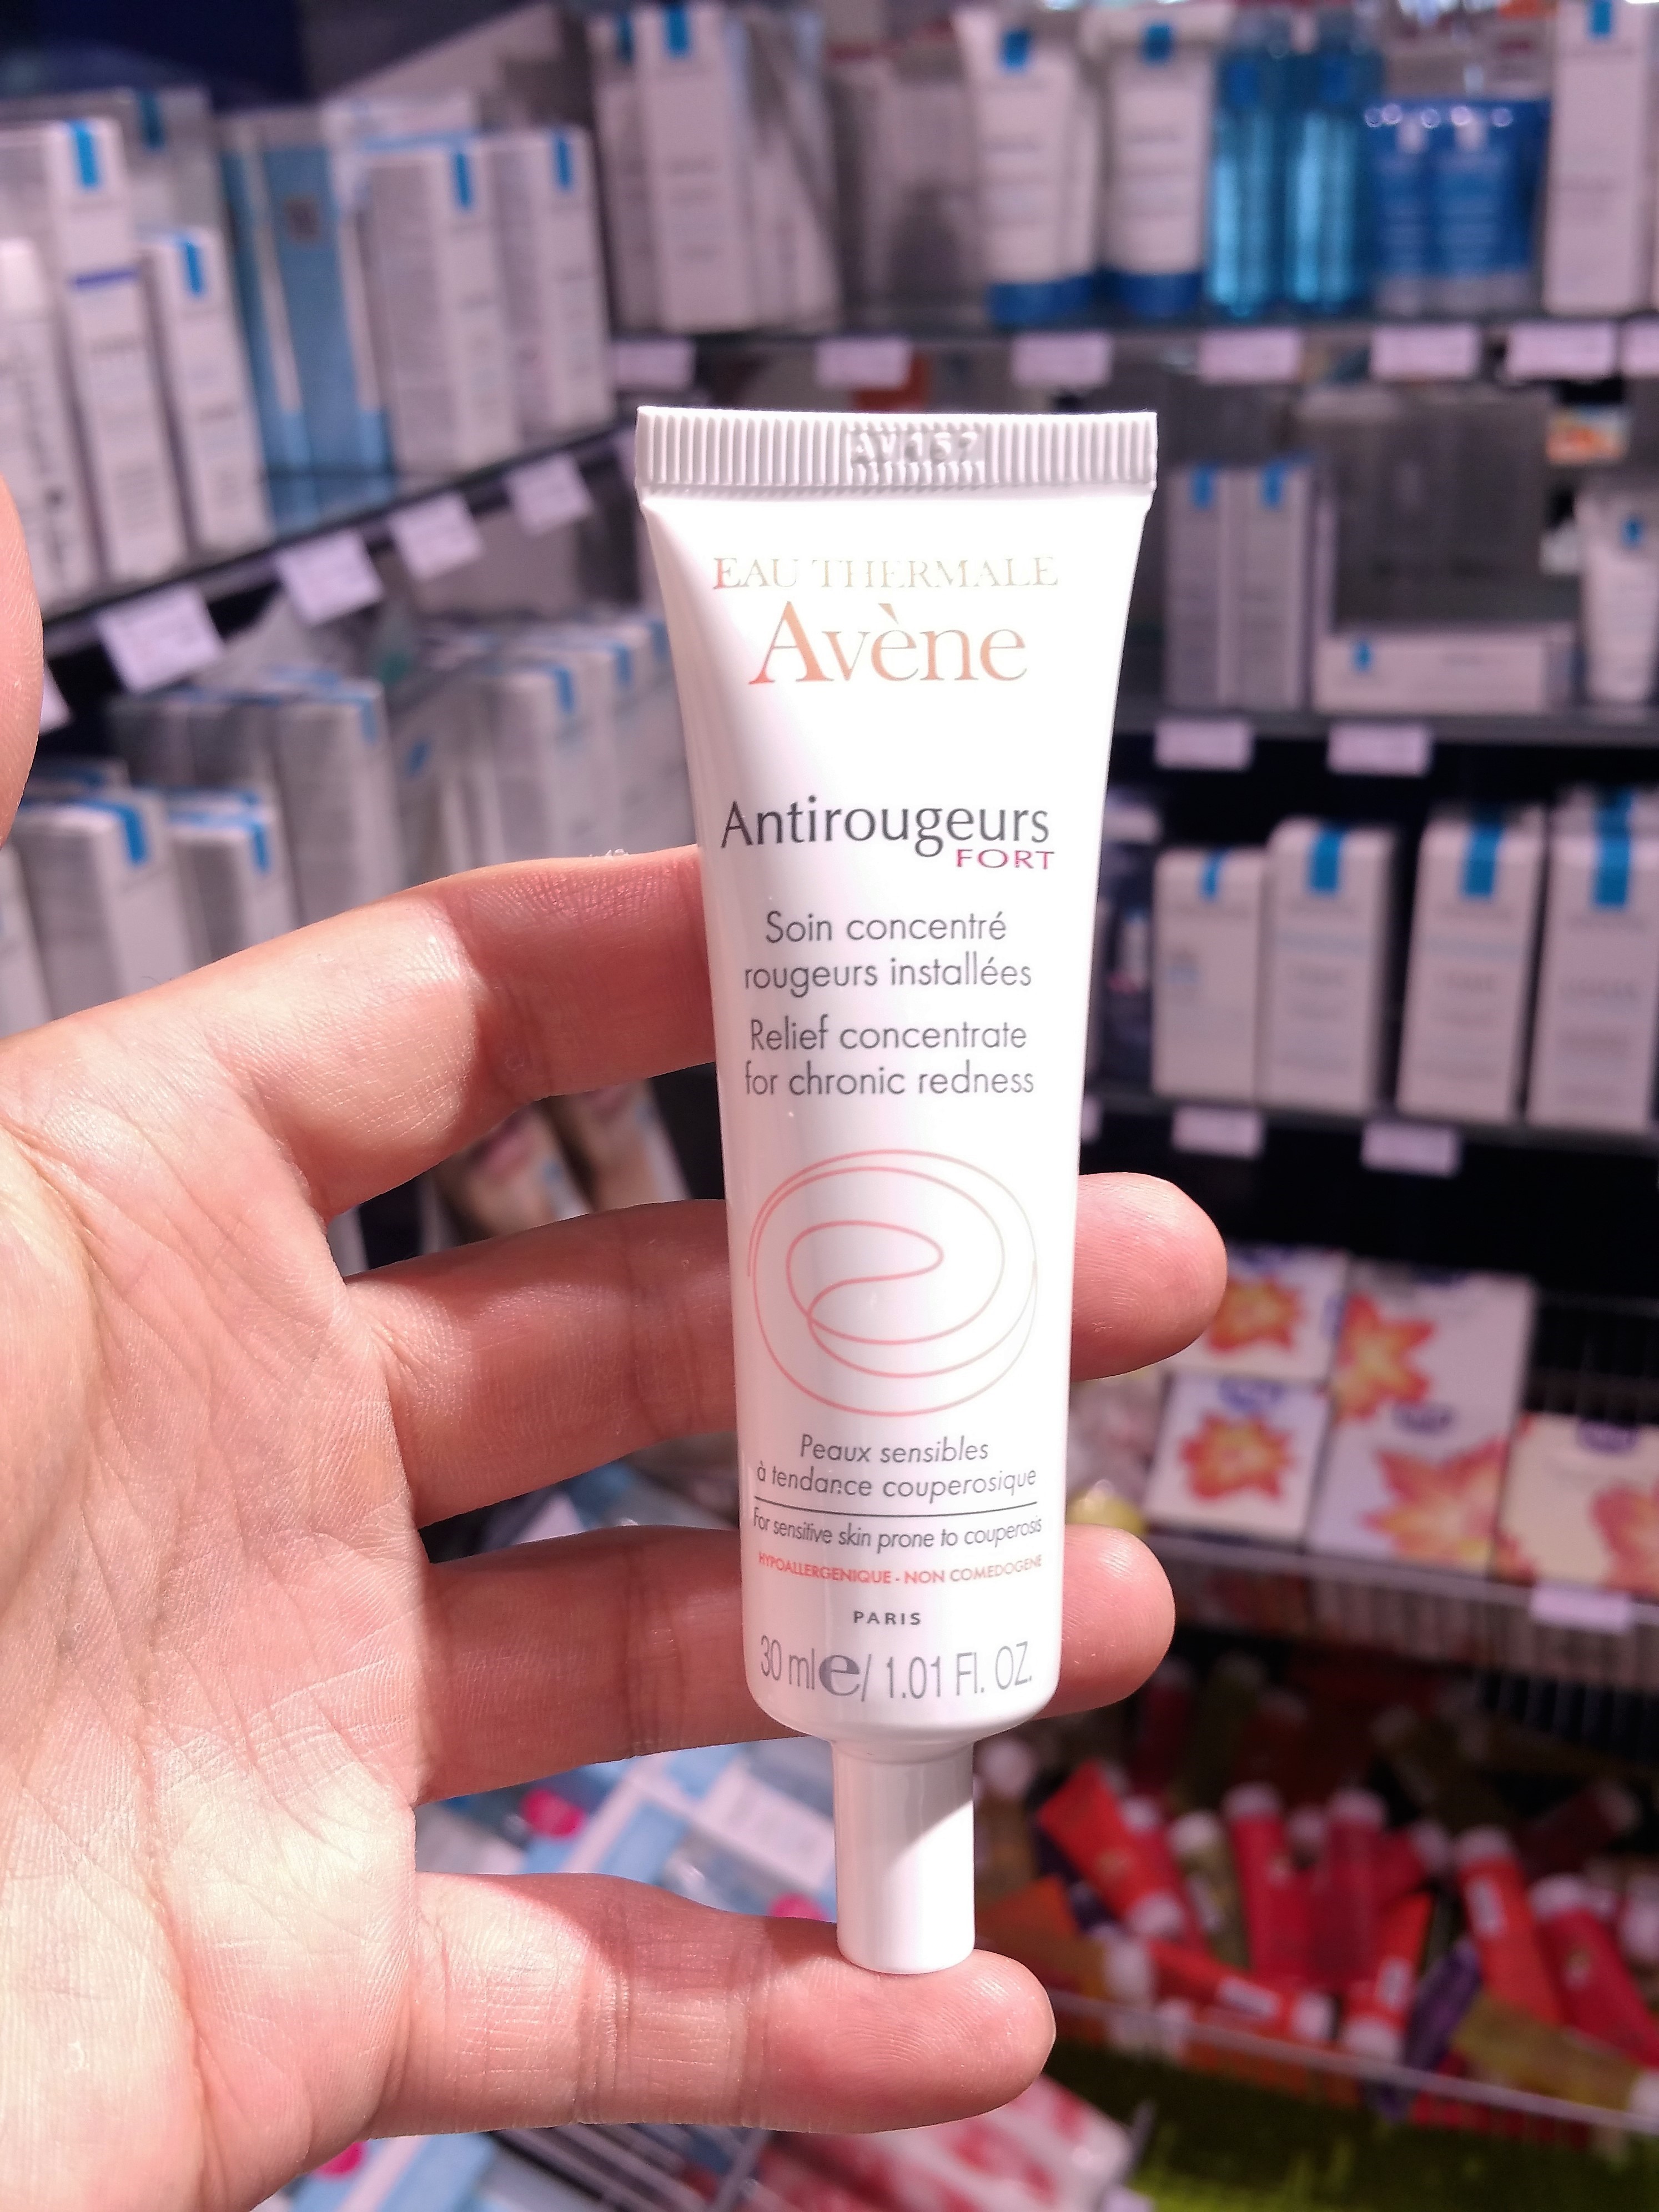 AV157
EAU THERMALE
Avène
Antirougeurs
FORT
Soin concentré
rougeurs installées
Relief concentrate
for chronic redness
Peaux sensibles
à tendance couperosique
For sensitive skin prone to couperosis
HYPOALLERGENIQUE - NON COMEDOGENE
PARIS
30 ml e / 1.01 Fl. OZ.